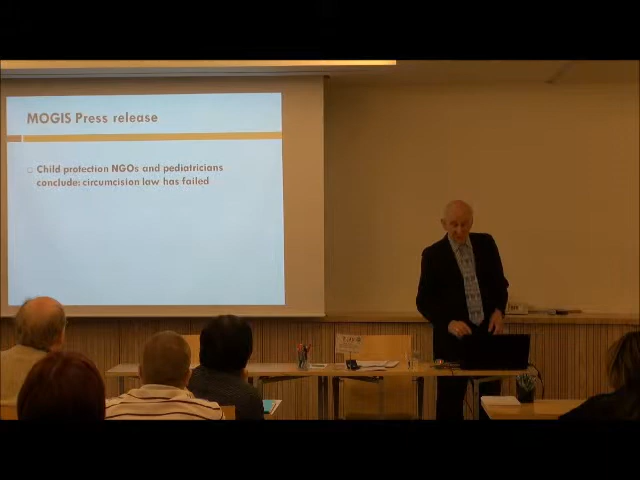 MOGIS Press release
Child protection NGOs and pediatricians
conclude: circumcision law has failed